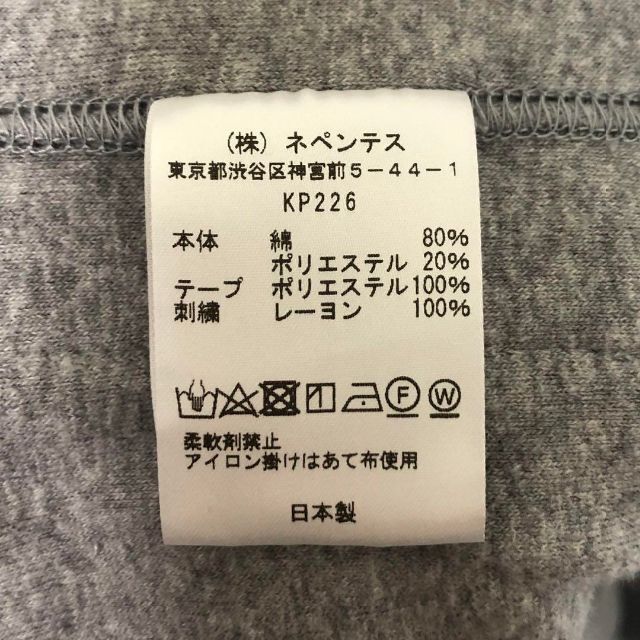 （株）ネペンテス
東京都渋谷区神宮前５－４４－１
KP226
本体 綿 80%
ポリエステル 20%
テープ ポリエステル100%
刺繍 レーヨン 100%
F W
柔軟剤禁止
アイロン掛けはあて布使用
日本製